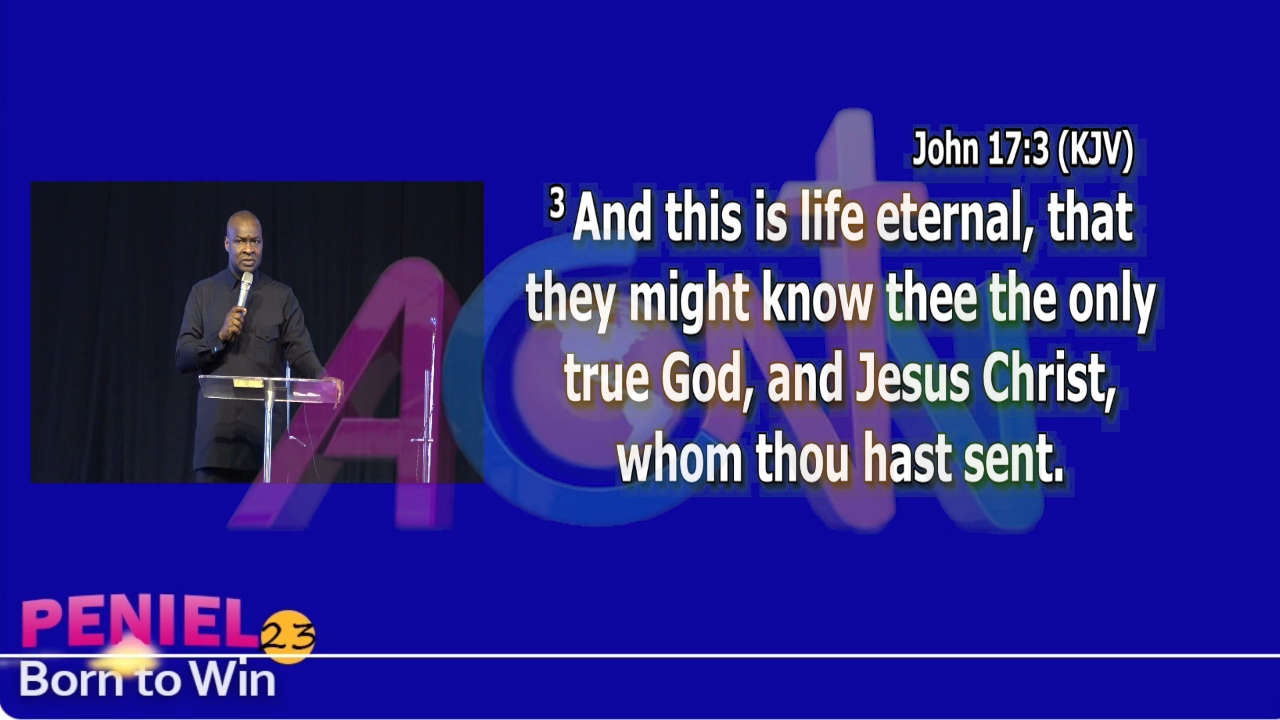 John 17:3 (KJV)
3 And this is life eternal, that
they might know thee the only
true God, and Jesus Christ,
whom thou hast sent.
ACNtv
PENIEL 23
Born to Win